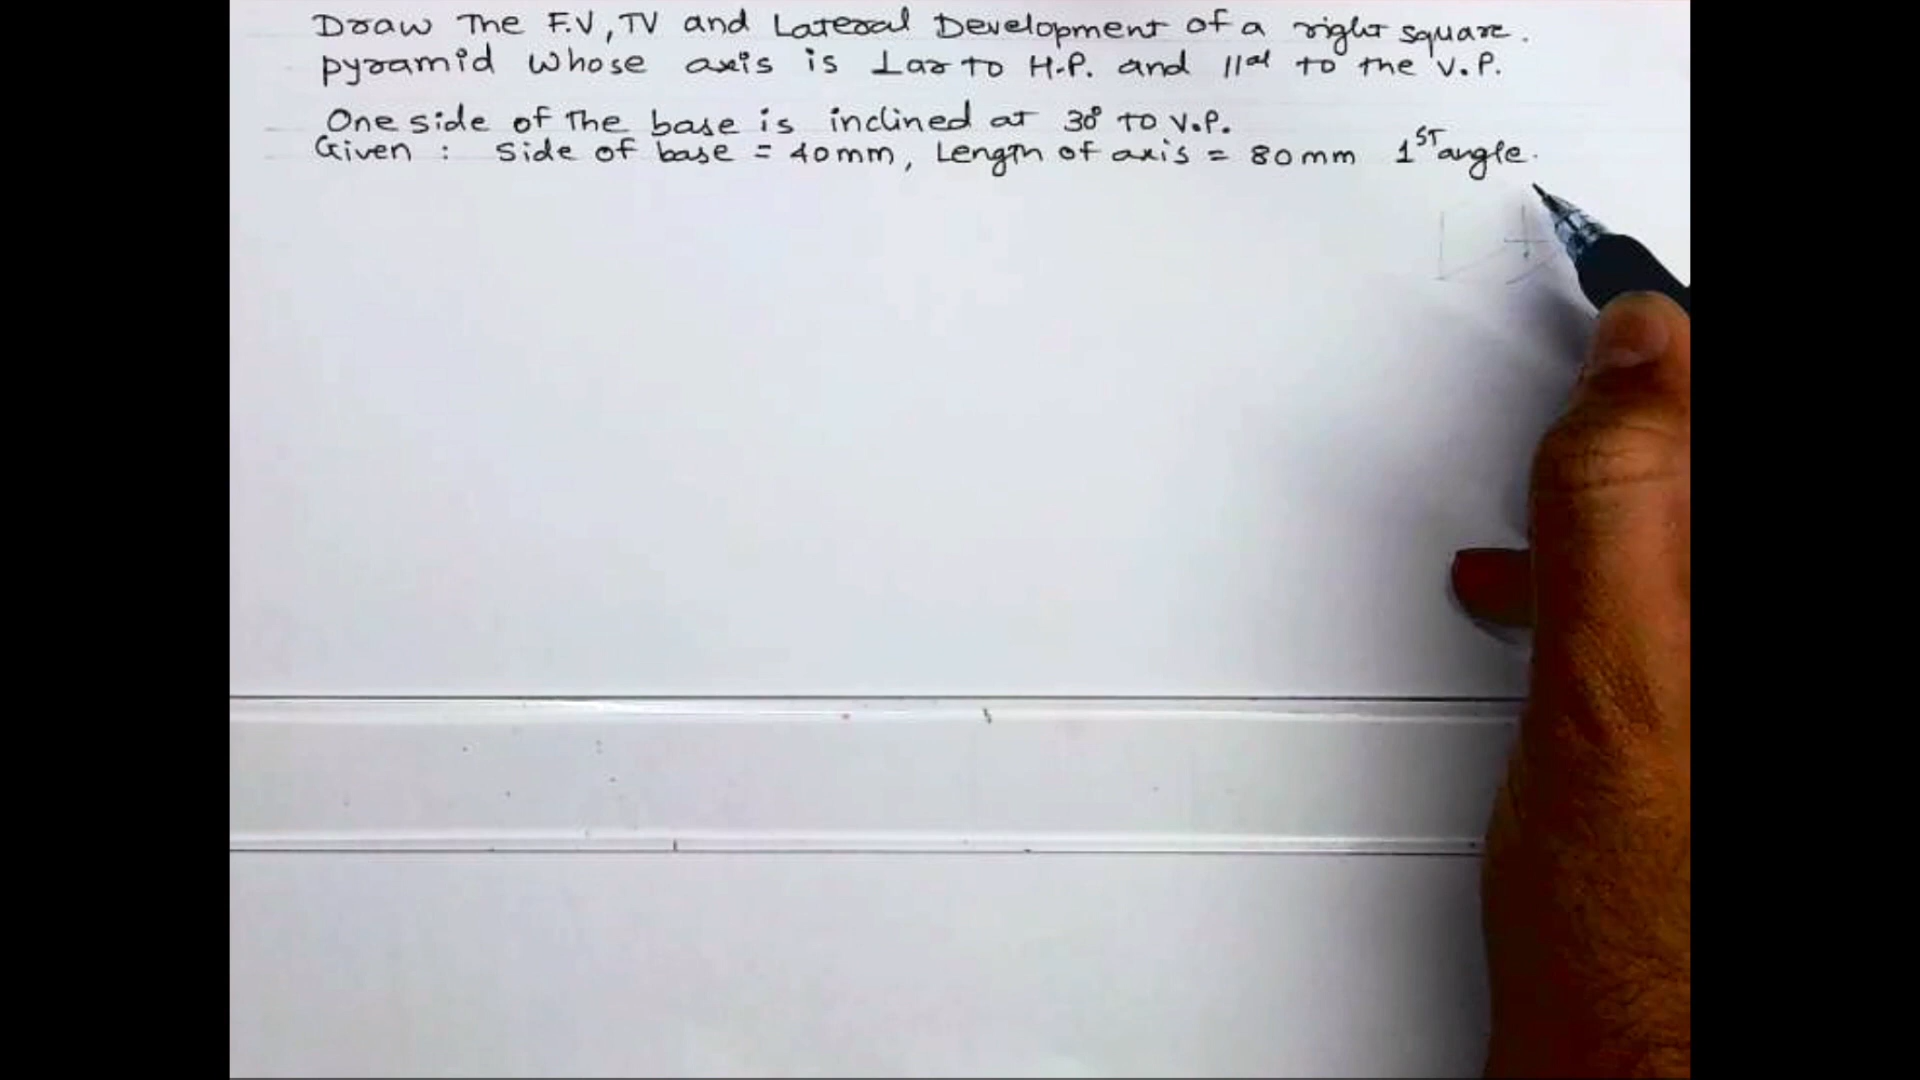 Draw The F.V, TV and Lateral Development of a right square.
pyramid whose axis is ⊥ar to H.P. and ||al to the V.P.
One side of the base is inclined at 30° to V.P.
Given : Side of base = 40mm, Length of axis = 80mm 1ST angle.